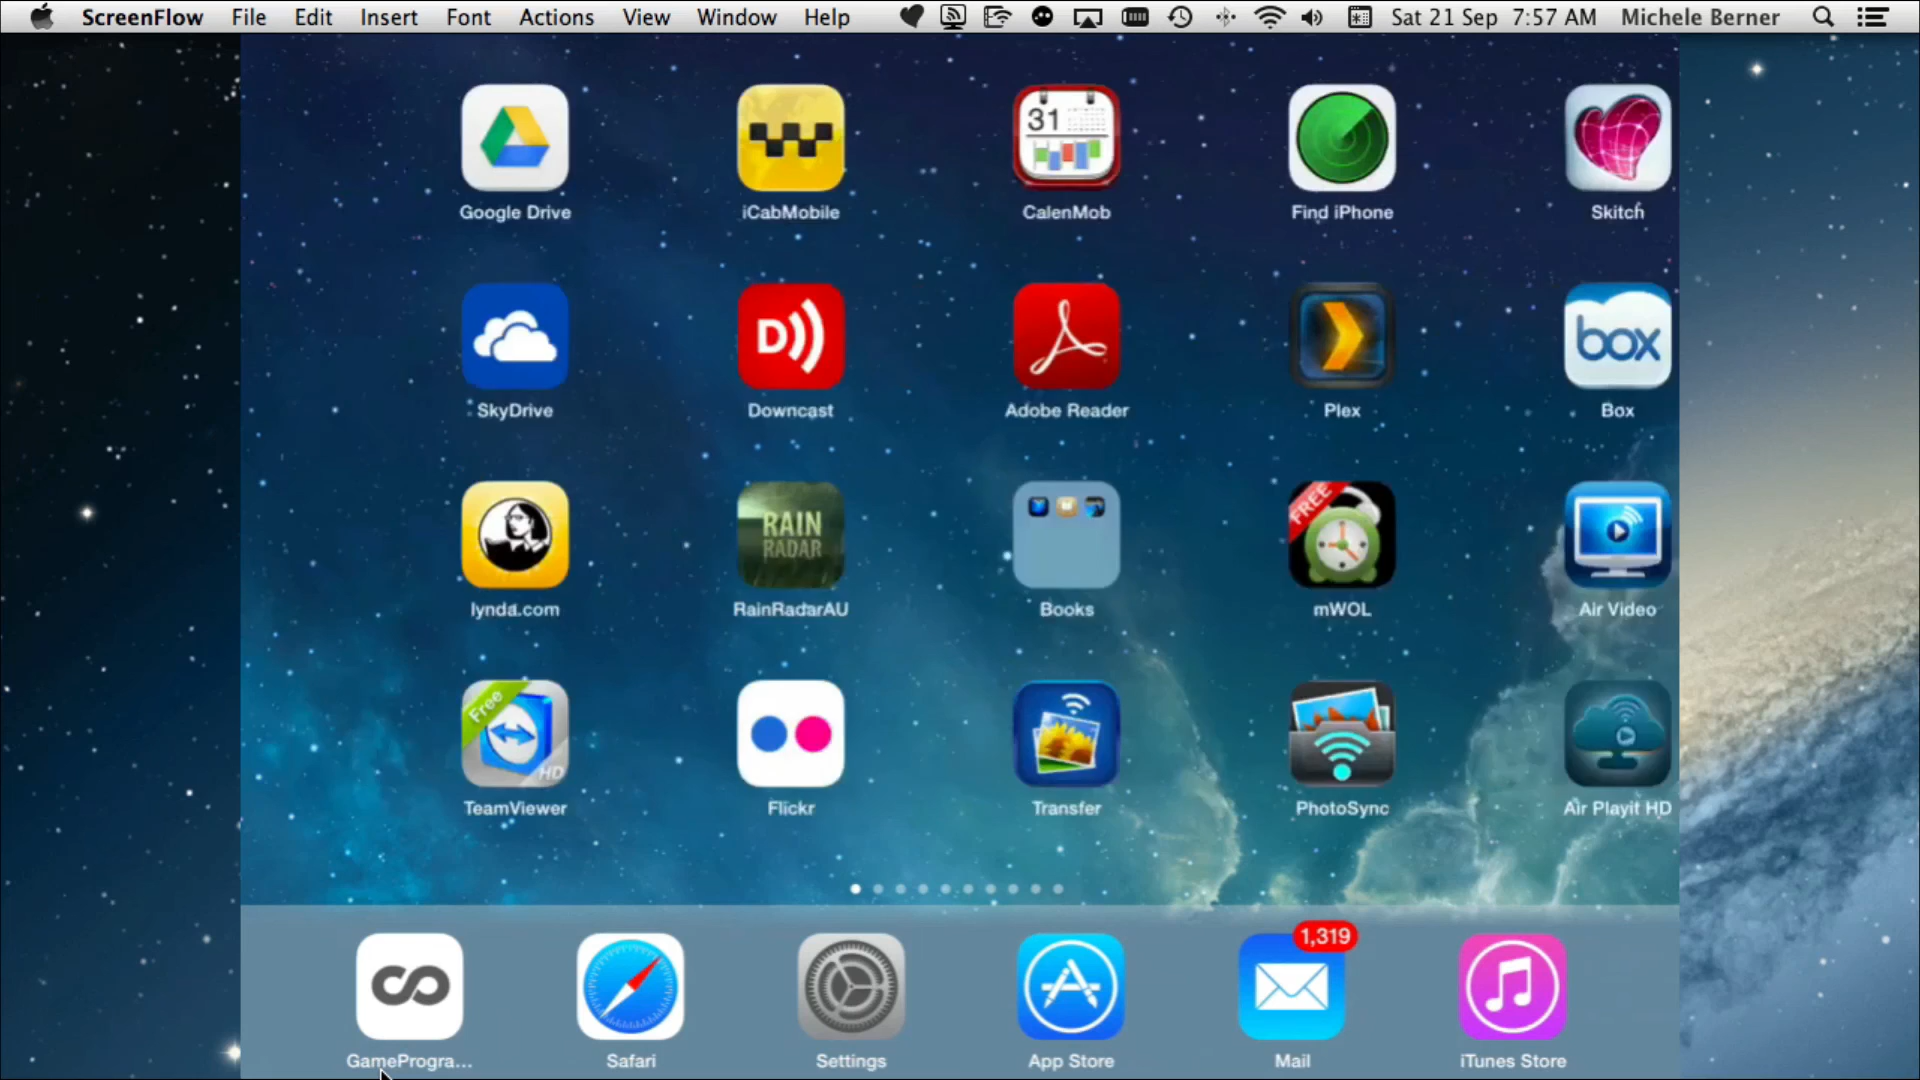 ScreenFlow File Edit Insert Font Actions View Window Help Sat 21 Sep 7:57 AM Michele Berner
31
Google Drive iCabMobile CalenMob Find iPhone Skitch
D box
SkyDrive Downcast Adobe Reader Plex Box
RAIN RADAR FREE
lynda.com RainRadarAU Books mWOL Air Video
Free HD
TeamViewer Flickr Transfer PhotoSync Air Playit HD
1,319
GameProgra... Safari Settings App Store Mail iTunes Store